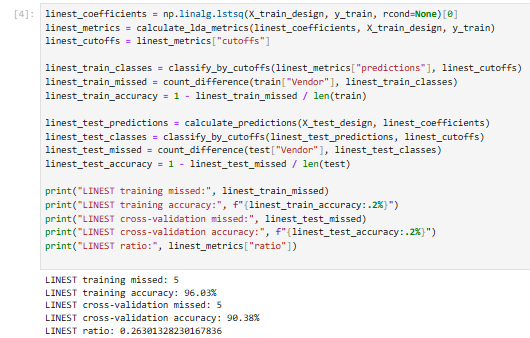 [4]: linest_coefficients = np.linalg.lstsq(X_train_design, y_train, rcond=None)[0]
linest_metrics = calculate_lda_metrics(linest_coefficients, X_train_design, y_train)
linest_cutoffs = linest_metrics["cutoffs"]
linest_train_classes = classify_by_cutoffs(linest_metrics["predictions"], linest_cutoffs)
linest_train_missed = count_difference(train["Vendor"], linest_train_classes)
linest_train_accuracy = 1 - linest_train_missed / len(train)
linest_test_predictions = calculate_predictions(X_test_design, linest_coefficients)
linest_test_classes = classify_by_cutoffs(linest_test_predictions, linest_cutoffs)
linest_test_missed = count_difference(test["Vendor"], linest_test_classes)
linest_test_accuracy = 1 - linest_test_missed / len(test)
print("LINEST training missed:", linest_train_missed)
print("LINEST training accuracy:", f"{linest_train_accuracy:.2%}")
print("LINEST cross-validation missed:", linest_test_missed)
print("LINEST cross-validation accuracy:", f"{linest_test_accuracy:.2%}")
print("LINEST ratio:", linest_metrics["ratio"])
LINEST training missed: 5
LINEST training accuracy: 96.03%
LINEST cross-validation missed: 5
LINEST cross-validation accuracy: 90.38%
LINEST ratio: 0.26301328230167836